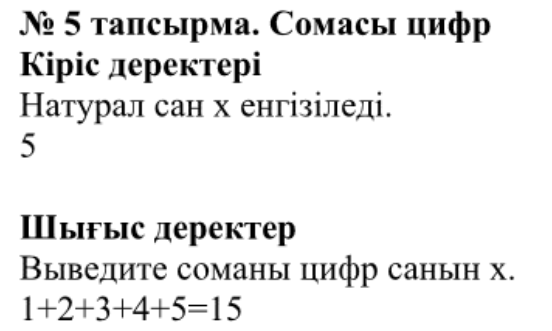 № 5 тапсырма. Сомасы цифр
Кіріс деректері
Натурал сан х енгізіледі.
5
Шығыс деректер
Выведите соманы цифр санын х.
1+2+3+4+5=15